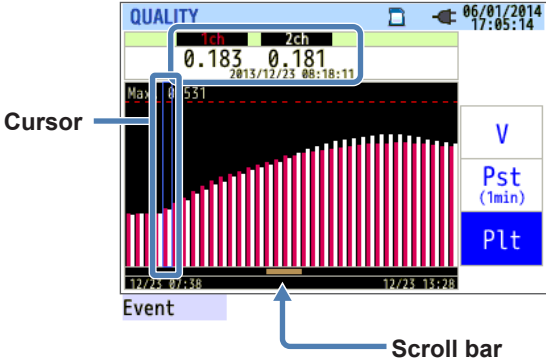 QUALITY
06/01/2014
17:05:14
1ch 2ch
0.183 0.181
2013/12/23 08:18:11
Max. 0.531
Cursor
V
Pst
(1min)
Plt
12/23 07:38 12/23 13:28
Event
Scroll bar